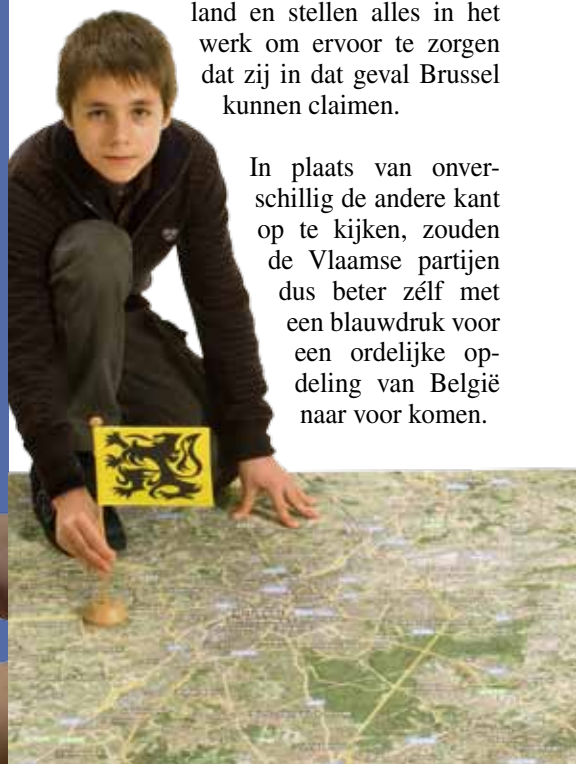 land en stellen alles in het
werk om ervoor te zorgen
dat zij in dat geval Brussel
kunnen claimen.
In plaats van onver-
schillig de andere kant
op te kijken, zouden
de Vlaamse partijen
dus beter zélf met
een blauwdruk voor
een ordelijke op-
deling van België
naar voor komen.